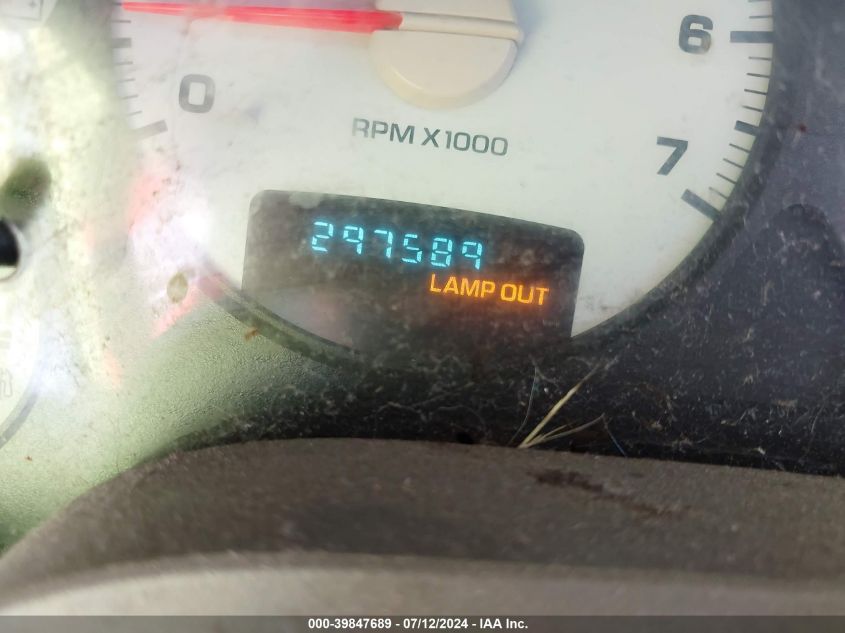 6
0
RPM X1000
7
297589
LAMP OUT
000-39847689 - 07/12/2024 - IAA Inc.